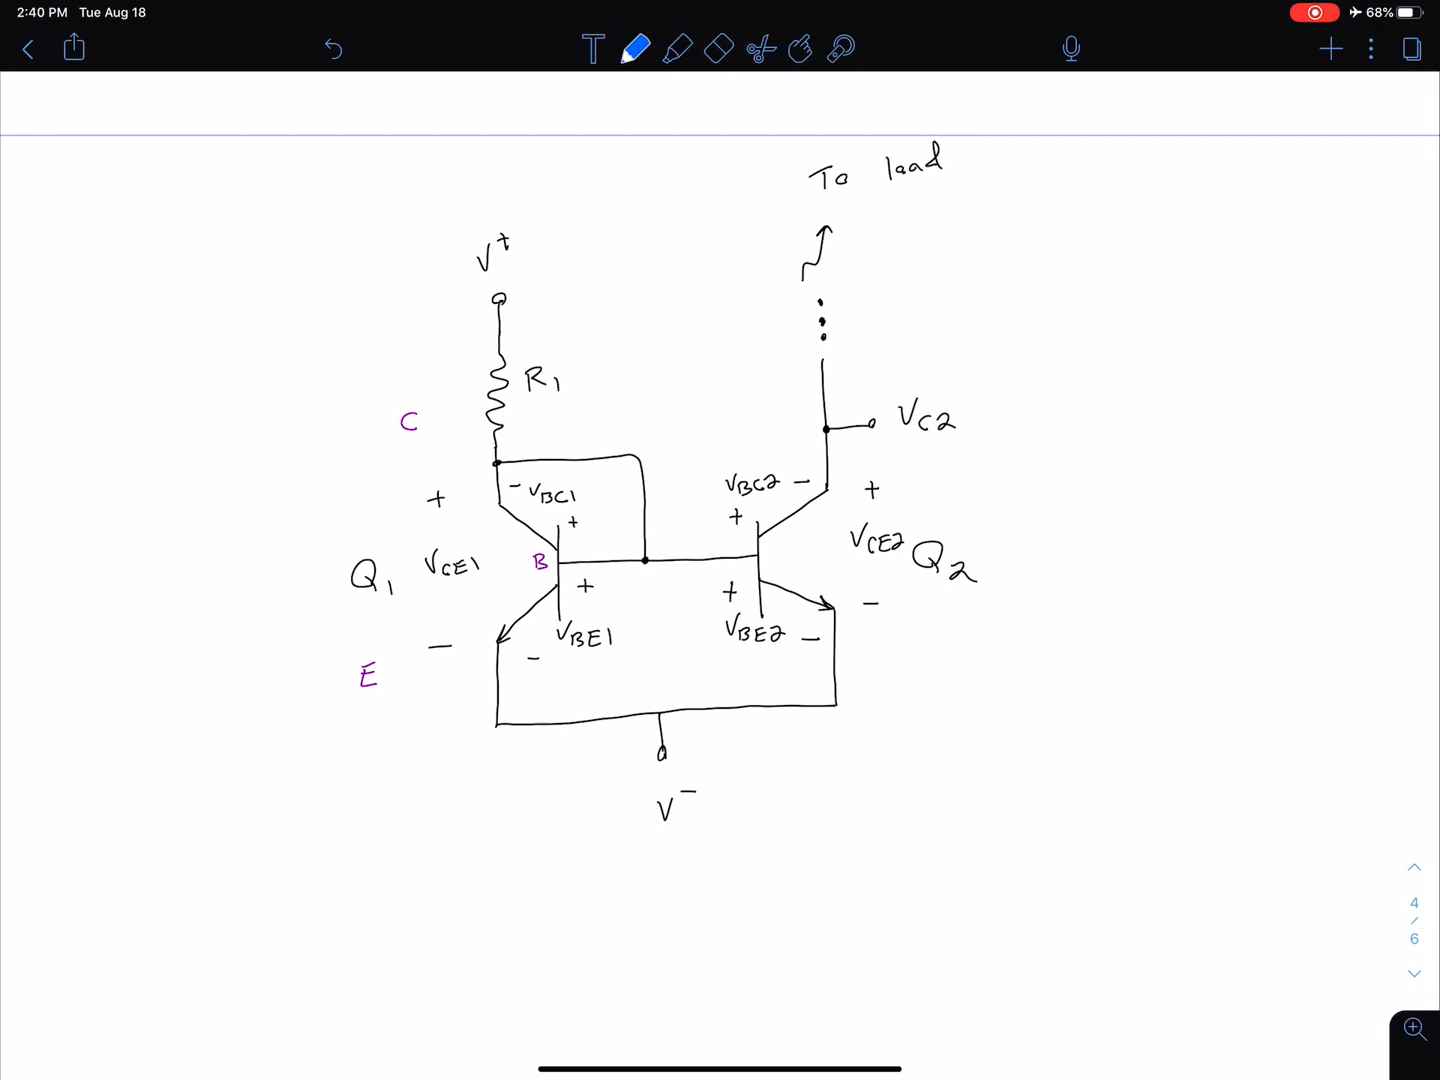 2:40 PM Tue Aug 18
68%
T
To load
V+
R1
C
VC2
- VBC1
VBC2 -
+
+
+
+
Q1
VCE1
B
VCE2
Q2
+
+
-
-
VBE1
VBE2 -
-
E
V-
4
/
6